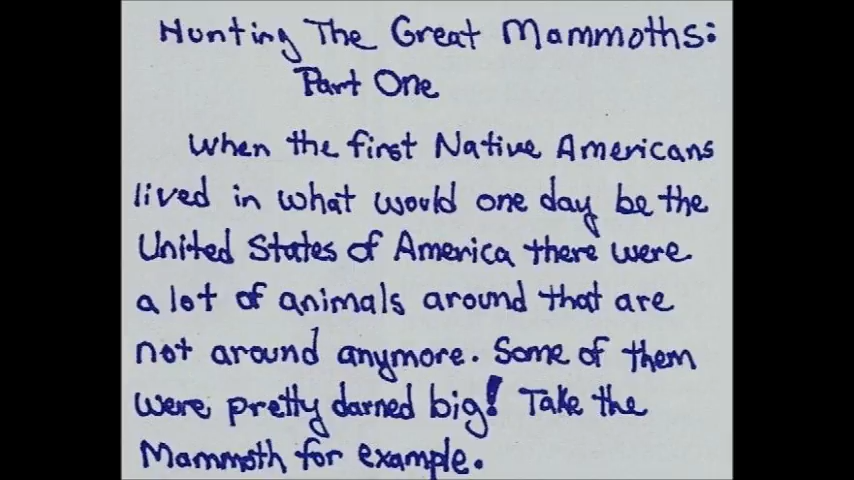 Hunting The Great Mammoths:
Part One
When the first Native Americans
lived in what would one day be the
United States of America there were
a lot of animals around that are
not around anymore. Some of them
were pretty darned big! Take the
Mammoth for example.